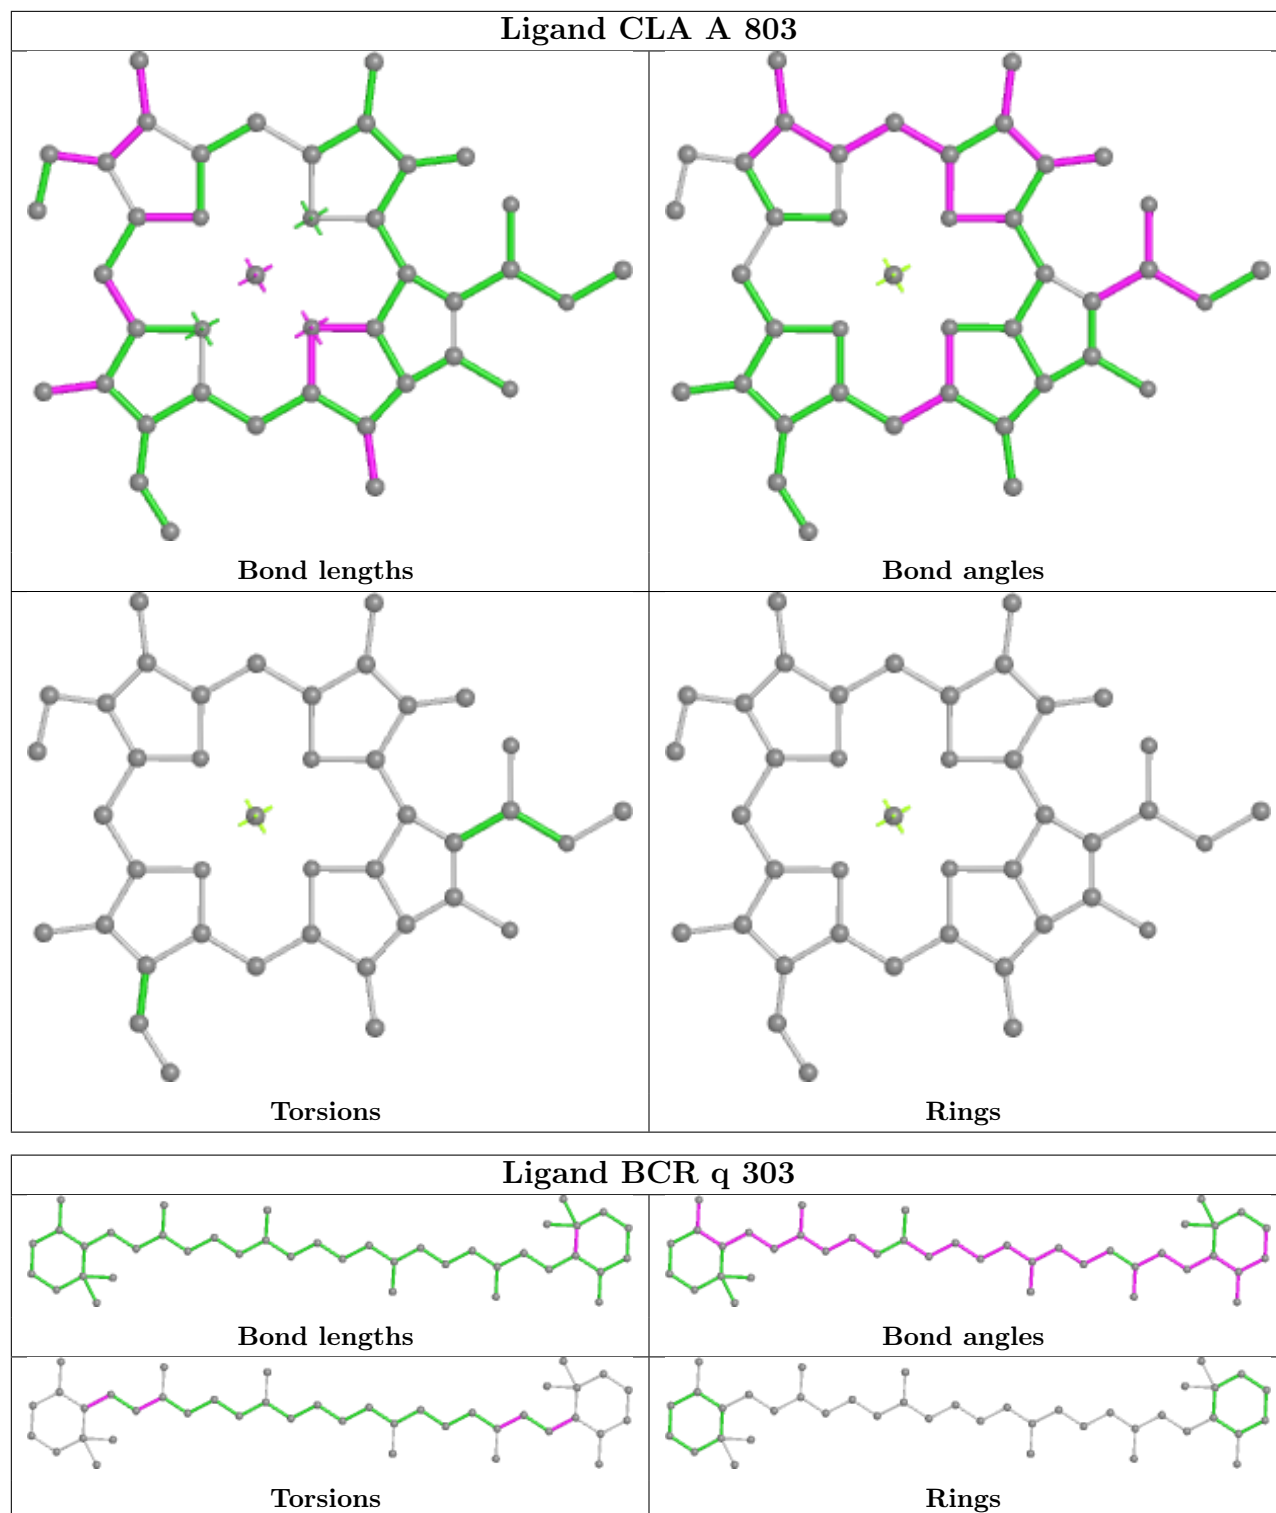 Ligand CLA A 803
Bond lengths
Bond angles
Torsions
Rings
Ligand BCR q 303
Bond lengths
Bond angles
Torsions
Rings